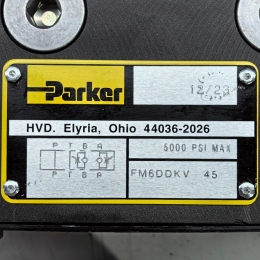 Parker
12/23
HVD. Elyria, Ohio 44036-2026
P T B A
5000 PSI MAX
P T B A
FM6DDKV 45